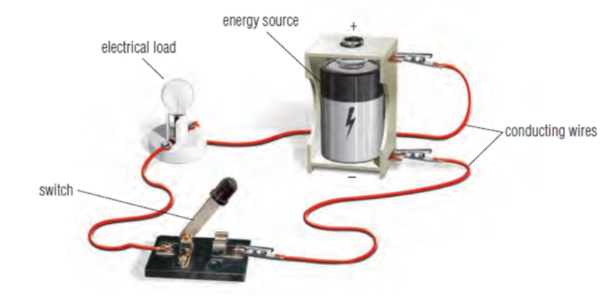 energy source
electrical load
+
conducting wires
–
switch